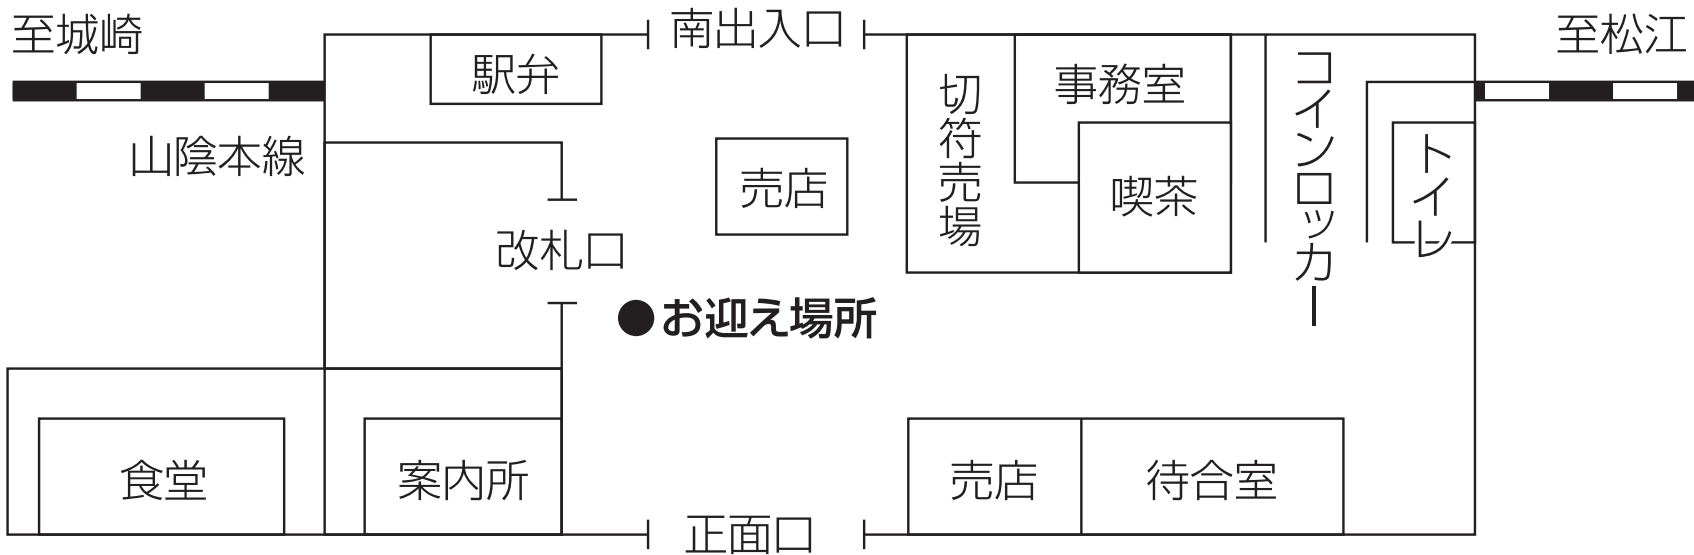 至城崎
南出入口
至松江
駅弁
切符売場
事務室
コインロッカー
トイレ
山陰本線
売店
喫茶
改札口
●お迎え場所
食堂
案内所
売店
待合室
正面口